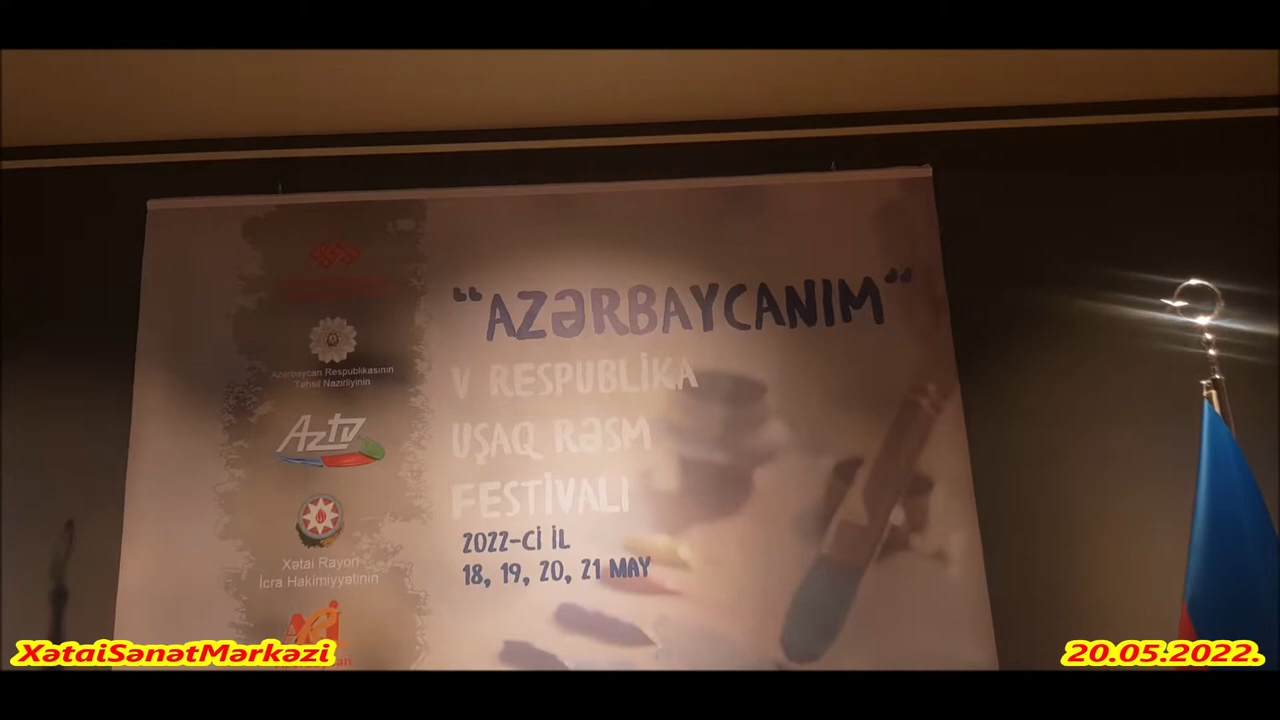 "AZƏRBAYCANIM"
V RESPUBLİKA
UŞAQ RƏSM
FESTİVALI
2022-Cİ İL
18, 19, 20, 21 MAY
Azərbaycan Respublikasının
Təhsil Nazirliyinin
AzTV
Xətai Rayon
İcra Hakimiyyətinin
XətaiSənətMərkəzi
20.05.2022.